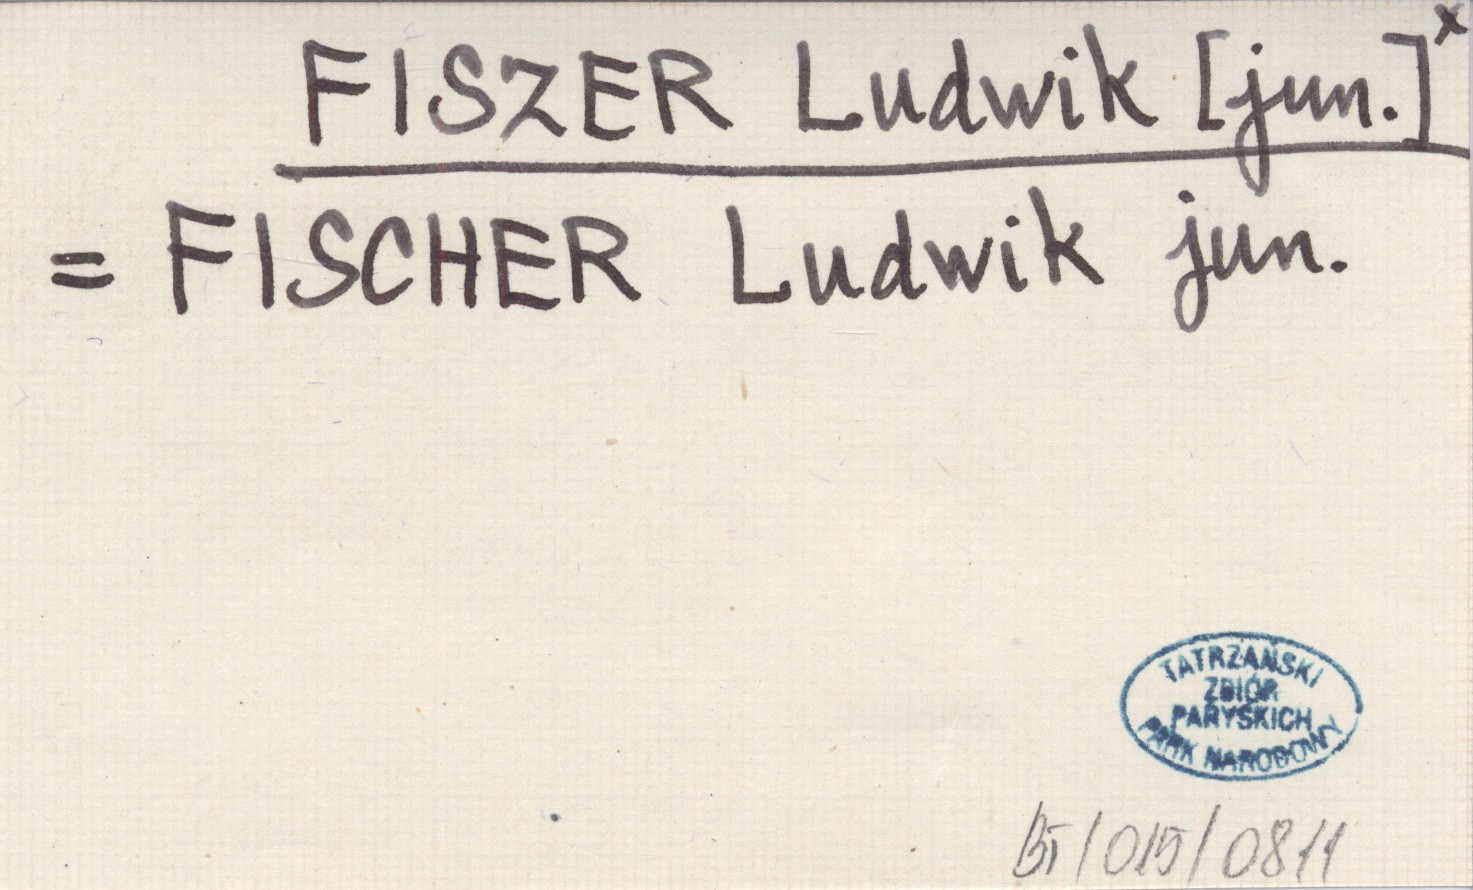 FISZER Ludwik [jun.]x
= FISCHER Ludwik jun.
TATRZAŃSKI
ZBIÓR
PARYSKICH
PARK NARODOWY
BT/015/0811